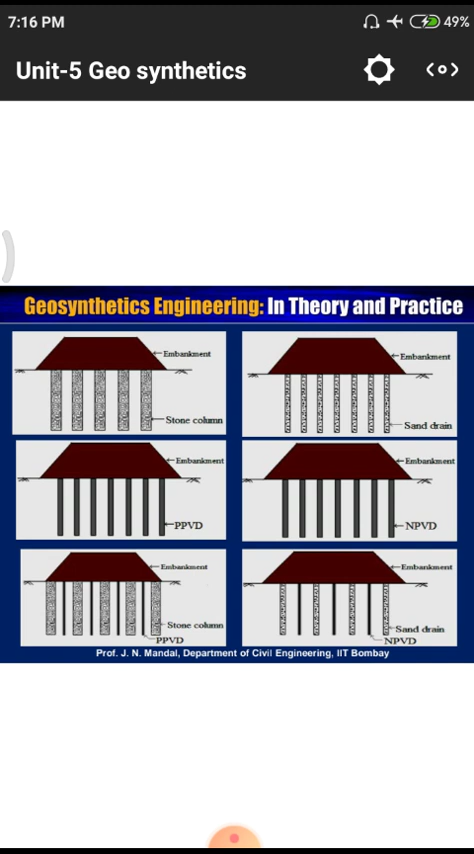 7:16 PM
49%
Unit-5 Geo synthetics
Geosynthetics Engineering: In Theory and Practice
Embankment
Stone column
Embankment
Sand drain
Embankment
PPVD
Embankment
NPVD
Embankment
Stone column
PPVD
Embankment
Sand drain
NPVD
Prof. J. N. Mandal, Department of Civil Engineering, IIT Bombay